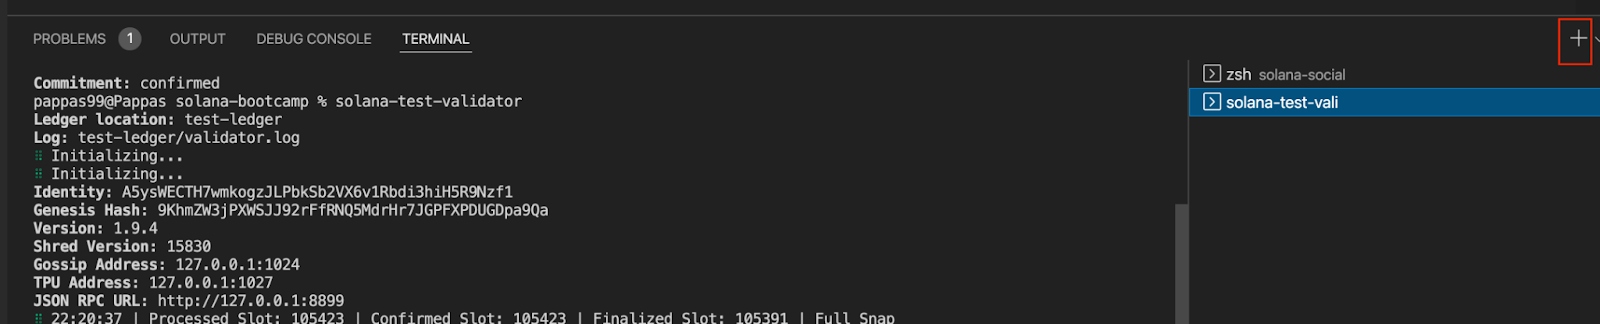 PROBLEMS 1 OUTPUT DEBUG CONSOLE TERMINAL
Commitment: confirmed
pappas99@Pappas solana-bootcamp % solana-test-validator
Ledger location: test-ledger
Log: test-ledger/validator.log
⠿ Initializing...
⠿ Initializing...
Identity: A5ysWECTH7wmkogzJLPbkSb2VX6v1Rbdi3hiH5R9Nzf1
Genesis Hash: 9KhmZW3jPXWSJJ92rFfRNQ5MdrHr7JGPFXPDUGDpa9Qa
Version: 1.9.4
Shred Version: 15830
Gossip Address: 127.0.0.1:1024
TPU Address: 127.0.0.1:1027
JSON RPC URL: http://127.0.0.1:8899
⠿ 22:20:37 | Processed Slot: 105423 | Confirmed Slot: 105423 | Finalized Slot: 105391 | Full Snap
zsh solana-social
solana-test-vali